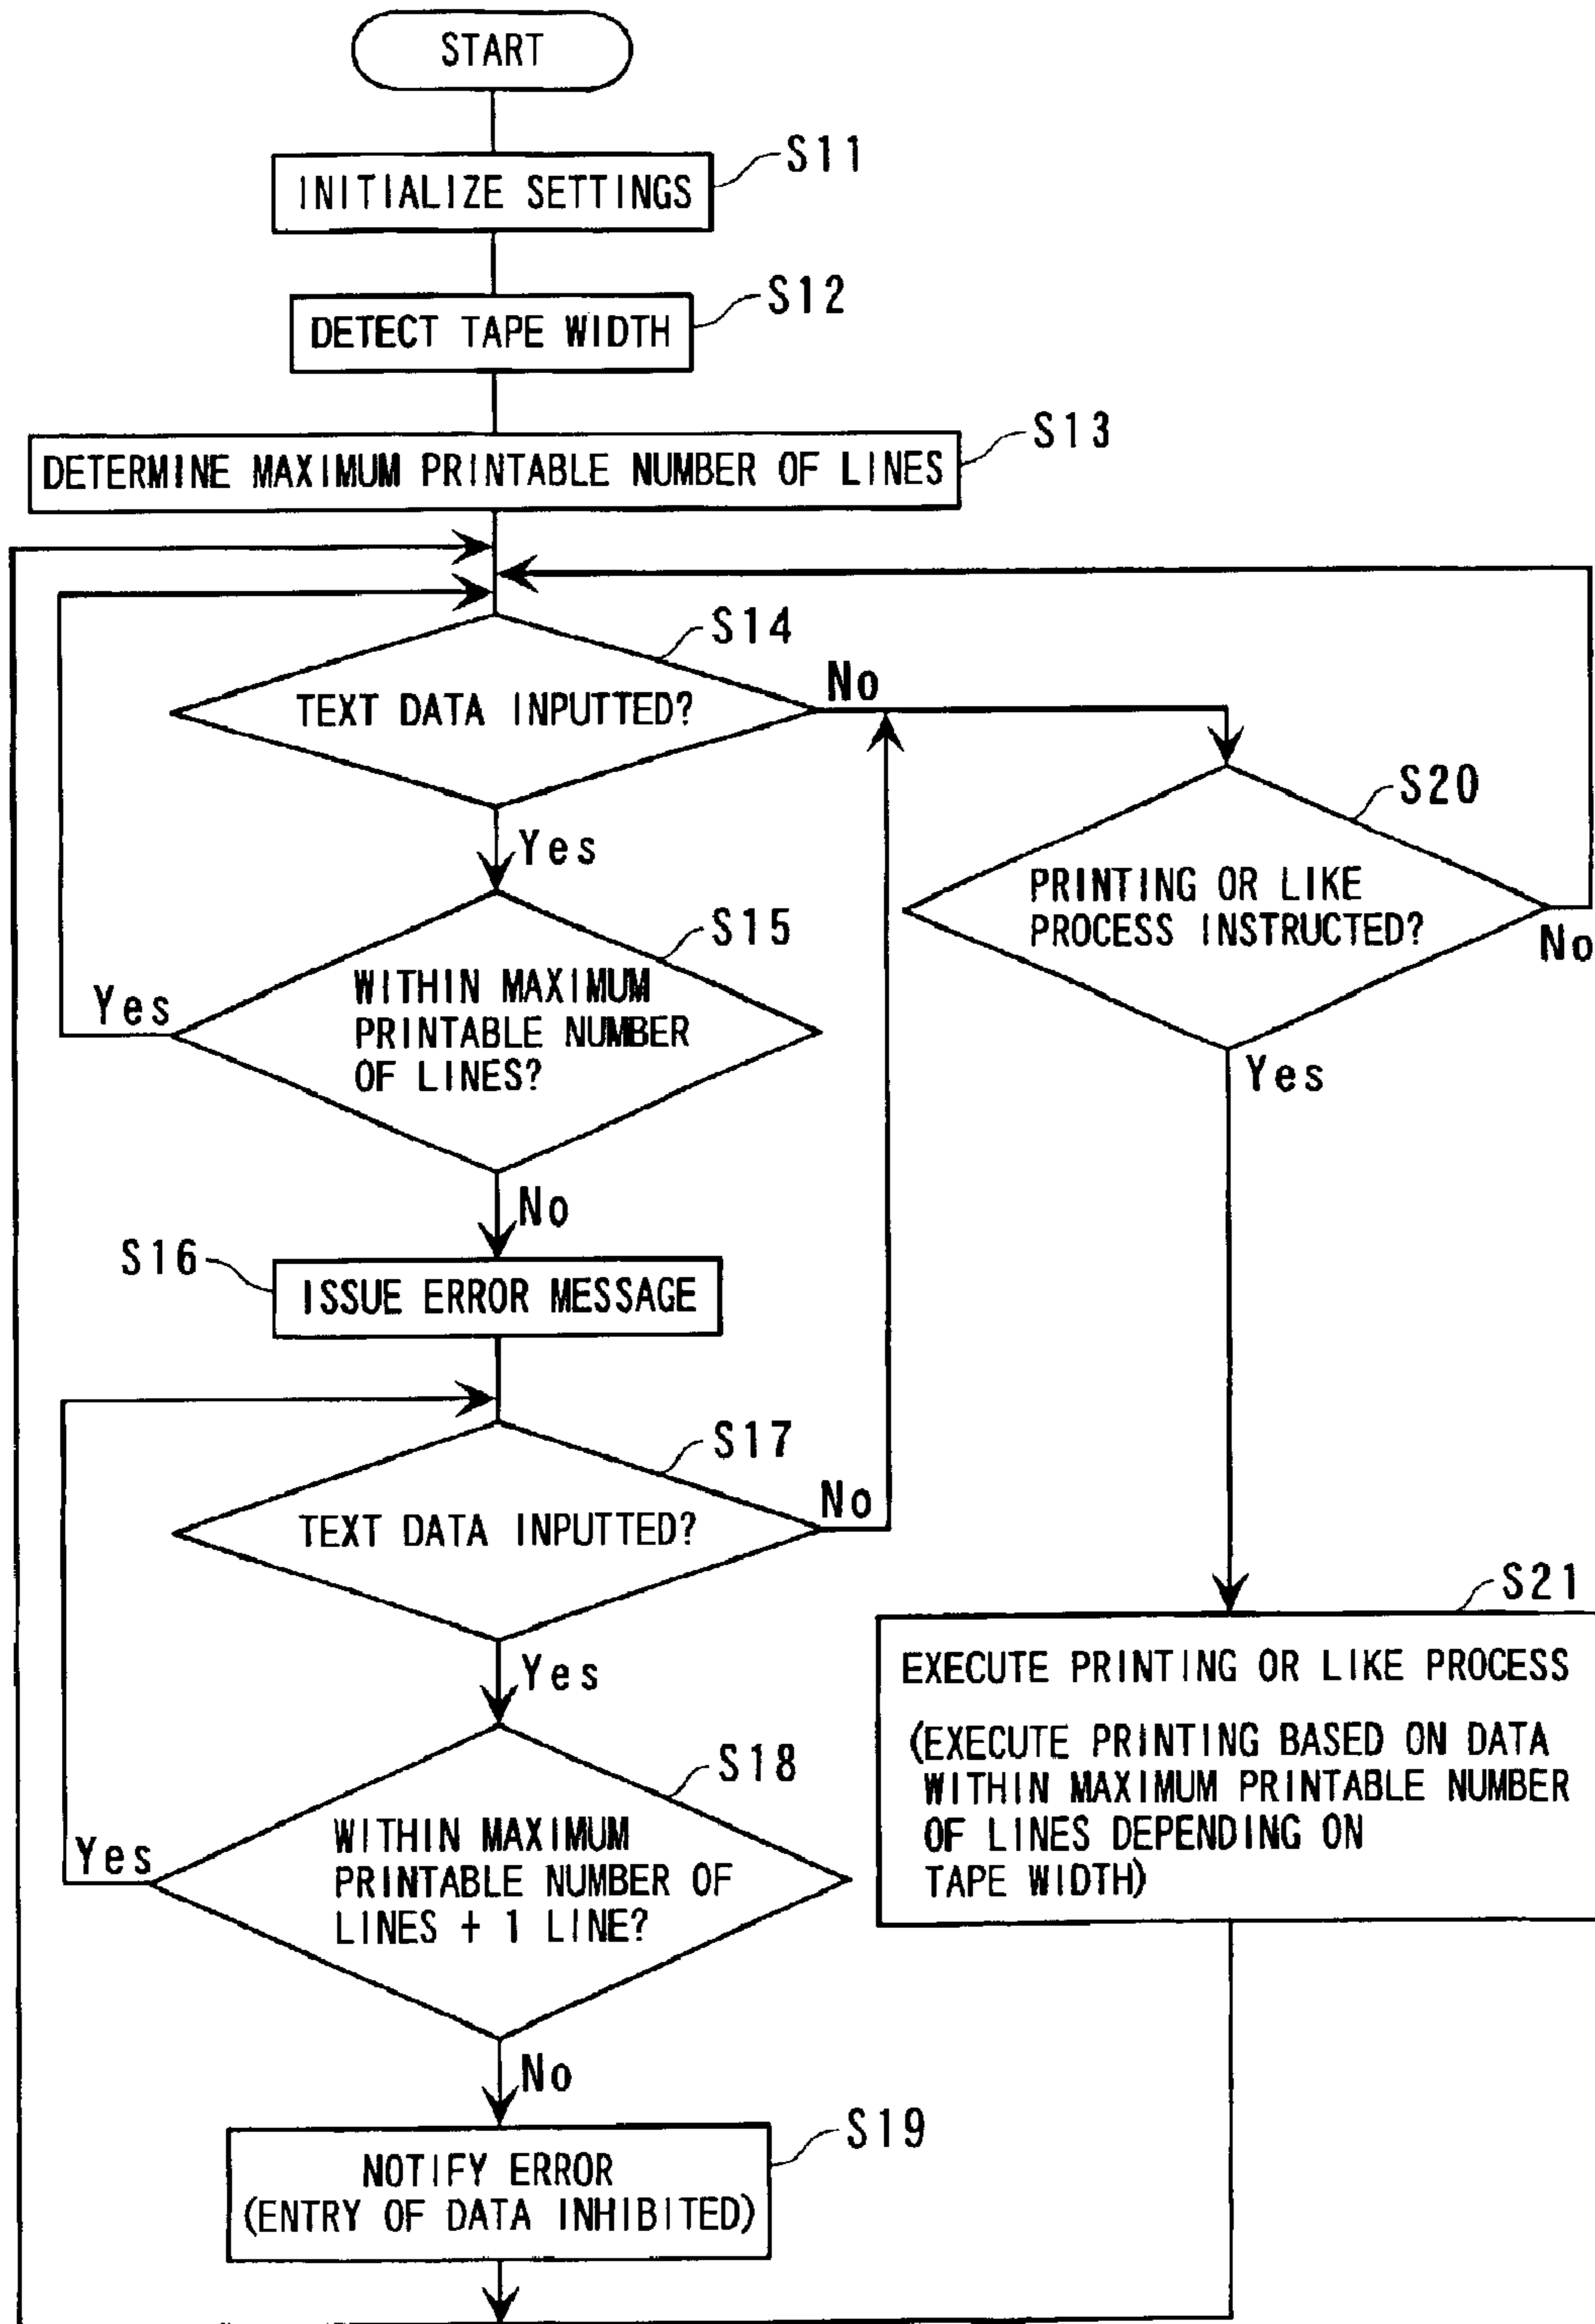 START
S11
INITIALIZE SETTINGS
S12
DETECT TAPE WIDTH
S13
DETERMINE MAXIMUM PRINTABLE NUMBER OF LINES
S14
TEXT DATA INPUTTED?
No
Yes
S20
PRINTING OR LIKE
PROCESS INSTRUCTED?
No
Yes
S15
WITHIN MAXIMUM
PRINTABLE NUMBER
OF LINES?
Yes
No
S16
ISSUE ERROR MESSAGE
S17
TEXT DATA INPUTTED?
No
Yes
S18
WITHIN MAXIMUM
PRINTABLE NUMBER OF
LINES + 1 LINE?
Yes
No
S21
EXECUTE PRINTING OR LIKE PROCESS
(EXECUTE PRINTING BASED ON DATA
WITHIN MAXIMUM PRINTABLE NUMBER
OF LINES DEPENDING ON
TAPE WIDTH)
S19
NOTIFY ERROR
(ENTRY OF DATA INHIBITED)